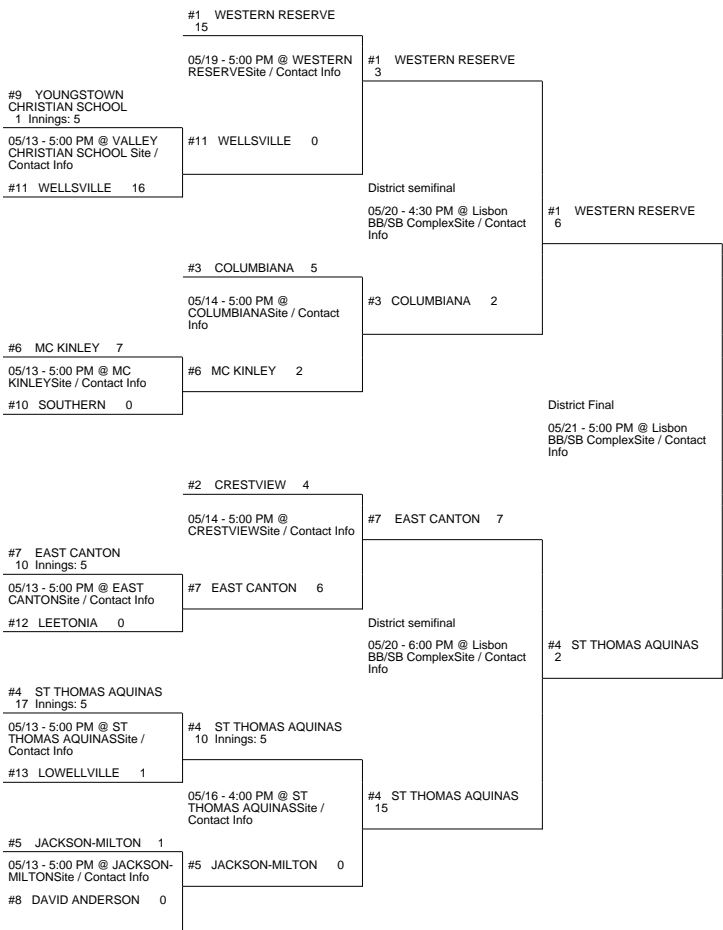 #1 WESTERN RESERVE
15
05/19 - 5:00 PM @ WESTERN
RESERVESite / Contact Info
#1 WESTERN RESERVE
3
#9 YOUNGSTOWN
CHRISTIAN SCHOOL
1 Innings: 5
05/13 - 5:00 PM @ VALLEY
CHRISTIAN SCHOOL Site /
Contact Info
#11 WELLSVILLE 0
#11 WELLSVILLE 16
District semifinal
05/20 - 4:30 PM @ Lisbon
BB/SB ComplexSite / Contact
Info
#1 WESTERN RESERVE
6
#3 COLUMBIANA 5
05/14 - 5:00 PM @
COLUMBIANASite / Contact
Info
#3 COLUMBIANA 2
#6 MC KINLEY 7
05/13 - 5:00 PM @ MC
KINLEYSite / Contact Info
#6 MC KINLEY 2
#10 SOUTHERN 0
District Final
05/21 - 5:00 PM @ Lisbon
BB/SB ComplexSite / Contact
Info
#2 CRESTVIEW 4
05/14 - 5:00 PM @
CRESTVIEWSite / Contact Info
#7 EAST CANTON 7
#7 EAST CANTON
10 Innings: 5
05/13 - 5:00 PM @ EAST
CANTONSite / Contact Info
#7 EAST CANTON 6
#12 LEETONIA 0
District semifinal
05/20 - 6:00 PM @ Lisbon
BB/SB ComplexSite / Contact
Info
#4 ST THOMAS AQUINAS
2
#4 ST THOMAS AQUINAS
17 Innings: 5
05/13 - 5:00 PM @ ST
THOMAS AQUINASSite /
Contact Info
#4 ST THOMAS AQUINAS
10 Innings: 5
#13 LOWELLVILLE 1
05/16 - 4:00 PM @ ST
THOMAS AQUINASSite /
Contact Info
#4 ST THOMAS AQUINAS
15
#5 JACKSON-MILTON 1
05/13 - 5:00 PM @ JACKSON-
MILTONSite / Contact Info
#5 JACKSON-MILTON 0
#8 DAVID ANDERSON 0